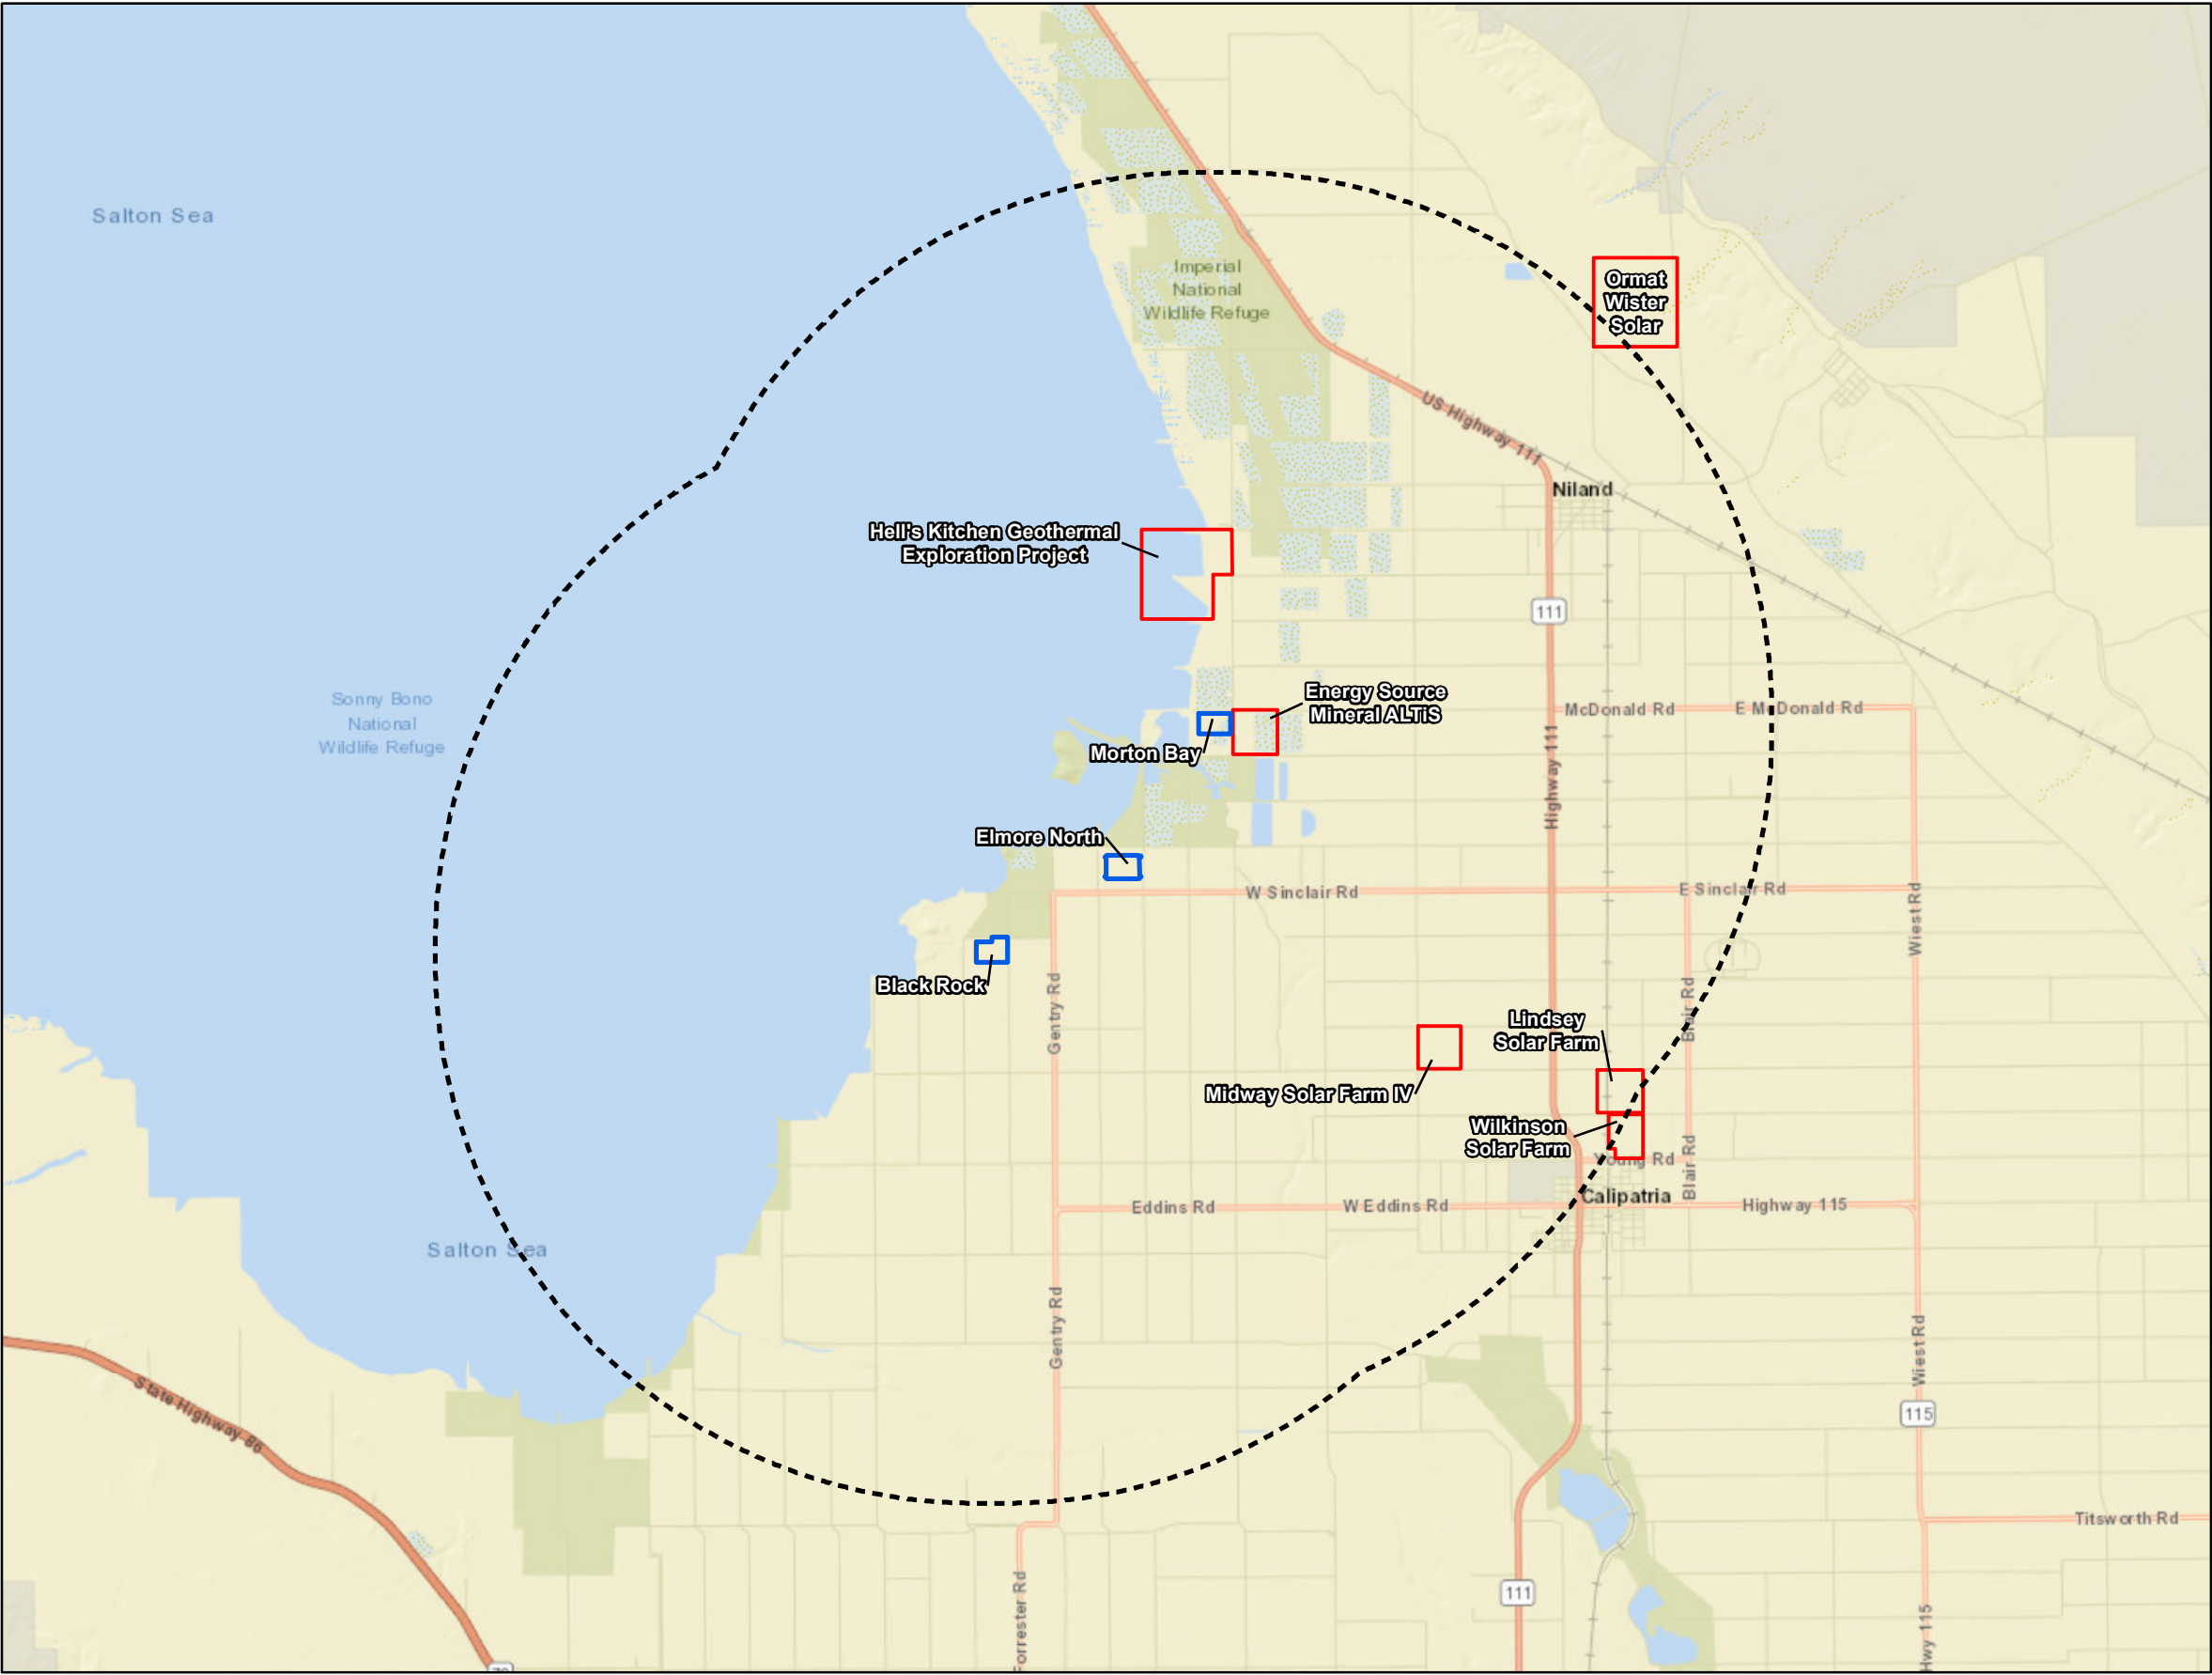 Salton Sea
Imperial
National
Wildlife Refuge
Ormat
Wister
Solar
US Highway 111
Niland
Hell's Kitchen Geothermal
Exploration Project
111
Sonny Bono
National
Wildlife Refuge
Energy Source
Mineral ALTiS
McDonald Rd
E McDonald Rd
Morton Bay
Highway 111
Elmore North
W Sinclair Rd
E Sinclair Rd
Wiest Rd
Black Rock
Gentry Rd
Blair Rd
Lindsey
Solar Farm
Midway Solar Farm IV
Wilkinson
Solar Farm
Young Rd
Blair Rd
Calipatria
Eddins Rd
W Eddins Rd
Highway 115
Salton Sea
Gentry Rd
Wiest Rd
State Highway 86
115
Titsworth Rd
111
Forrester Rd
Hwy 115